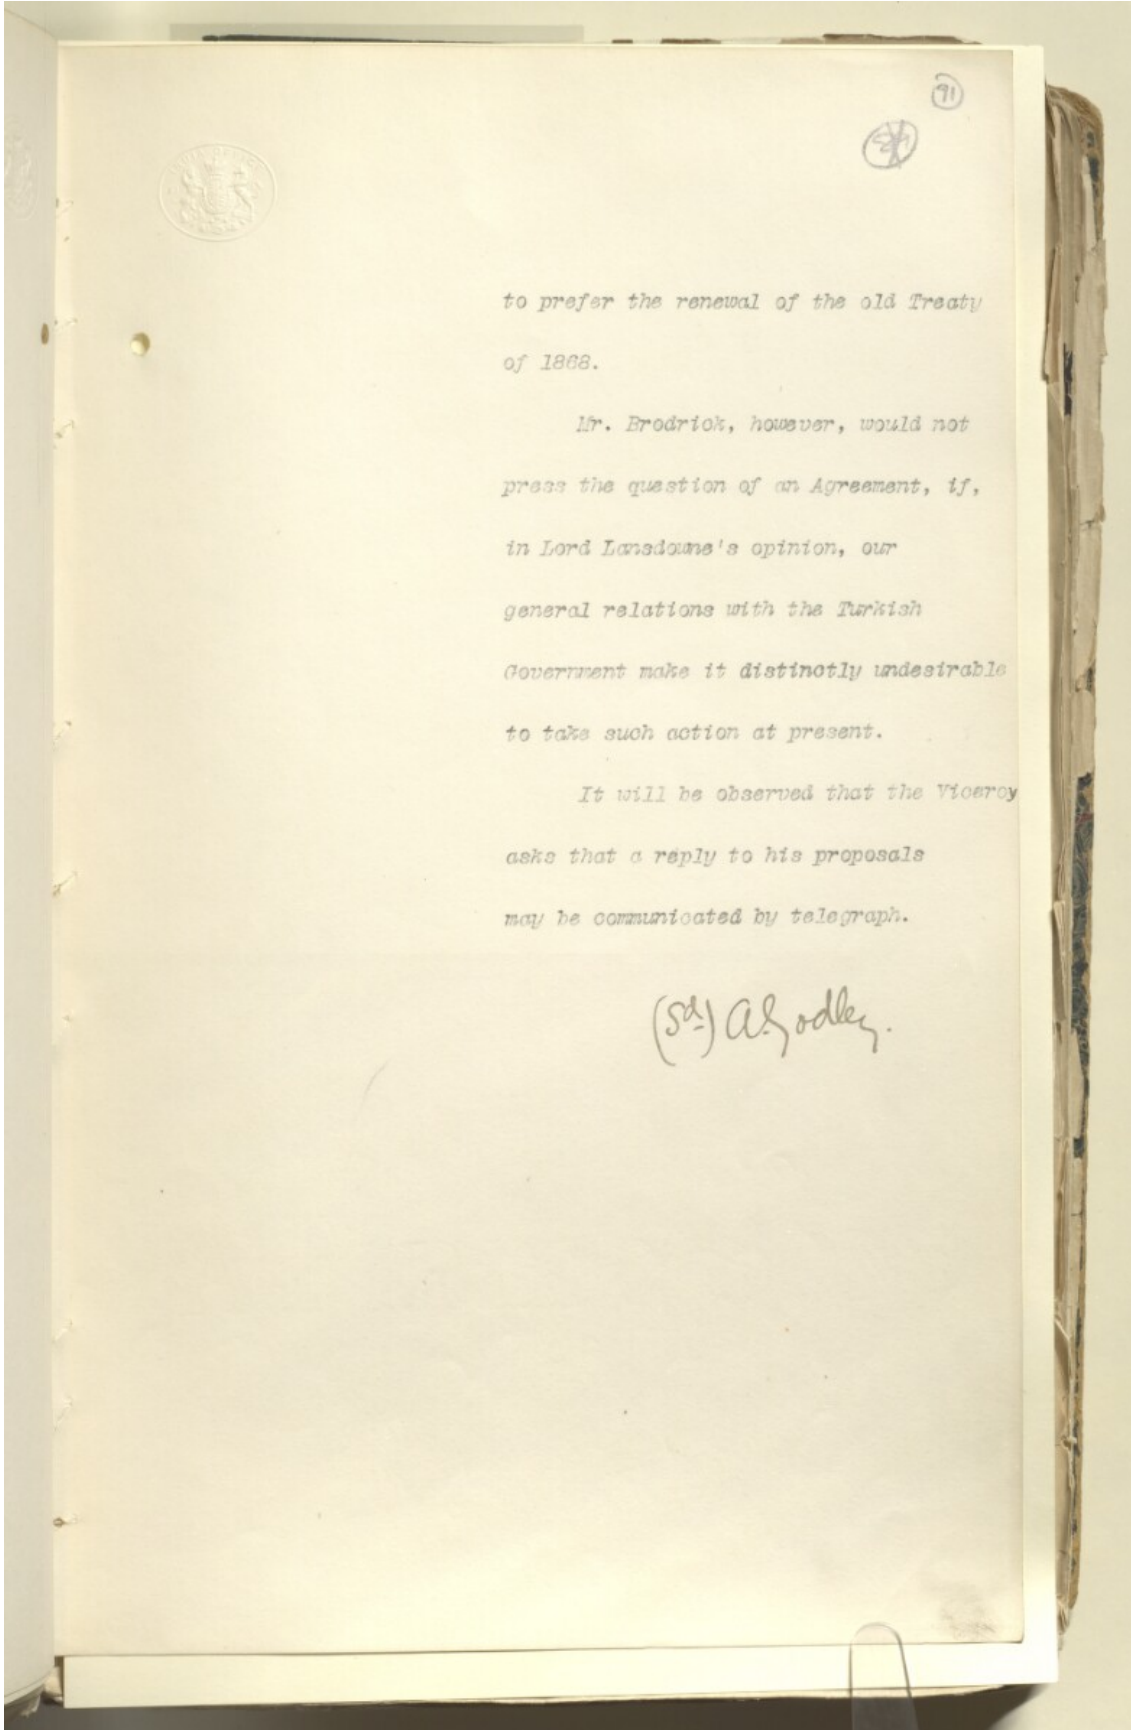 91
to prefer the renewal of the old Treaty
of 1868.
Mr. Brodrick, however, would not
press the question of an Agreement, if,
in Lord Lansdowne's opinion, our
general relations with the Turkish
Government make it distinctly undesirable
to take such action at present.
It will be observed that the Viceroy
asks that a reply to his proposals
may be communicated by telegraph.
(Sd.) A. Godley.